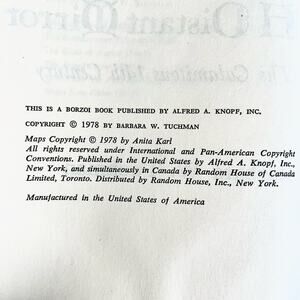 A Distant Mirror
The Calamitous 14th Century
THIS IS A BORZOI BOOK PUBLISHED BY ALFRED A. KNOPF, INC.
COPYRIGHT © 1978 BY BARBARA W. TUCHMAN
Maps Copyright © 1978 by Anita Karl
All rights reserved under International and Pan-American Copyright
Conventions. Published in the United States by Alfred A. Knopf, Inc.,
New York, and simultaneously in Canada by Random House of Canada
Limited, Toronto. Distributed by Random House, Inc., New York.
Manufactured in the United States of America